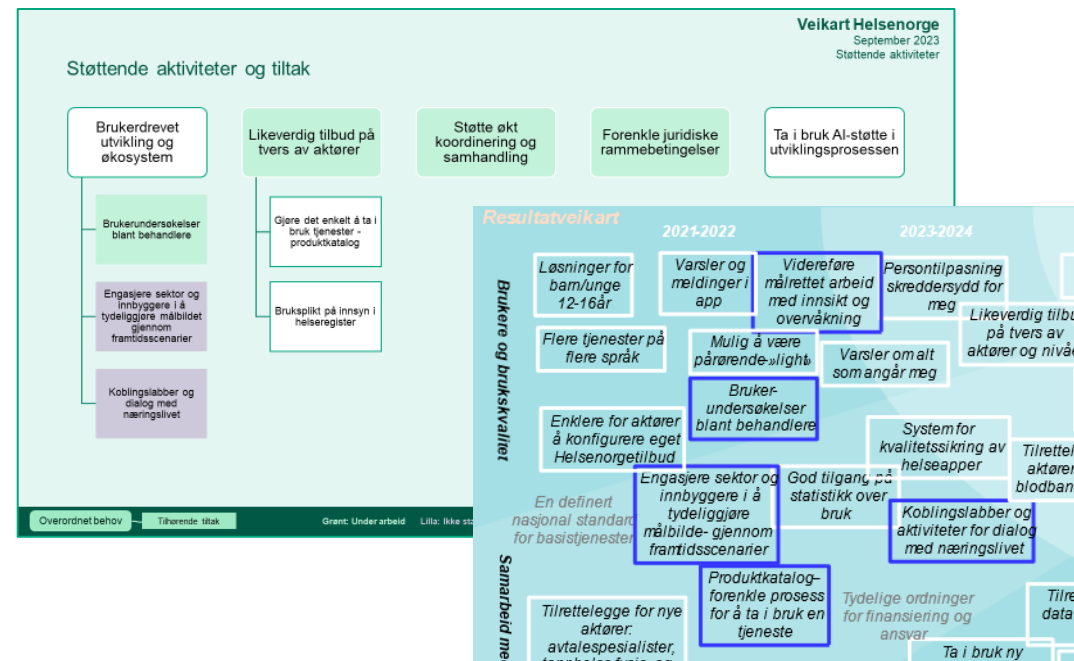 Veikart Helsenorge
September 2023
Støttende aktiviteter
Støttende aktiviteter og tiltak
Brukerdrevet
utvikling og
økosystem
Likeverdig tilbud på
tvers av aktører
Støtte økt
koordinering og
samhandling
Forenkle juridiske
rammebetingelser
Ta i bruk AI-støtte i
utviklingsprosessen
Brukerundersøkelser
blant behandlere
Engasjere sektor og
innbyggere i å
tydeliggjøre målbildet
gjennom
framtidsscenarier
Koblingslabber og
dialog med
næringslivet
Gjøre det enkelt å ta i
bruk tjenester -
produktkatalog
Bruksplikt på innsyn i
helseregister
Overordnet behov
Tilhørende tiltak
Grønt: Under arbeid Lilla: Ikke
Resultatveikart
2021-2022
2023-2024
Brukere og brukskvalitet
Løsninger for
barn/unge
12-16år
Varsler og
meldinger i
app
Videreføre
målrettet arbeid
med innsikt og
overvåkning
Persontilpasning
skreddersydd for
meg
Likeverdig
på tvers av
aktører og
Flere tjenester på
flere språk
Mulig å være
pårørende-»light»
Varsler om alt
som angår meg
Bruker-
undersøkelser
blant behandlere
Enklere for aktører
å konfigurere eget
Helsenorgetilbud
System for
kvalitetssikring av
helseapper
Engasjere sektor og
innbyggere i å
tydeliggjøre
målbilde- gjennom
framtidsscenarier
God tilgang på
statistikk over
bruk
En definert
nasjonal standard
for basistjenester
Koblingslabber og
aktiviteter for dialog
med næringslivet
Samarbeid
Produktkatalog–
forenkle prosess
for å ta i bruk en
tjeneste
Tydelige ordninger
for finansiering og
ansvar
Tilrettelegge for nye
aktører:
avtalespesialister,
Ta i bruk ny